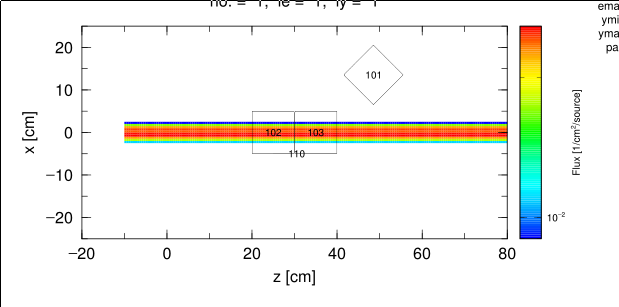 no. = 1, ie = 1, iy = 1
ema
ymi
yma
pa
20
10
0
−10
−20
x [cm]
101
102
103
110
−20
0
20
40
60
80
z [cm]
10−2
Flux [1/cm2/source]